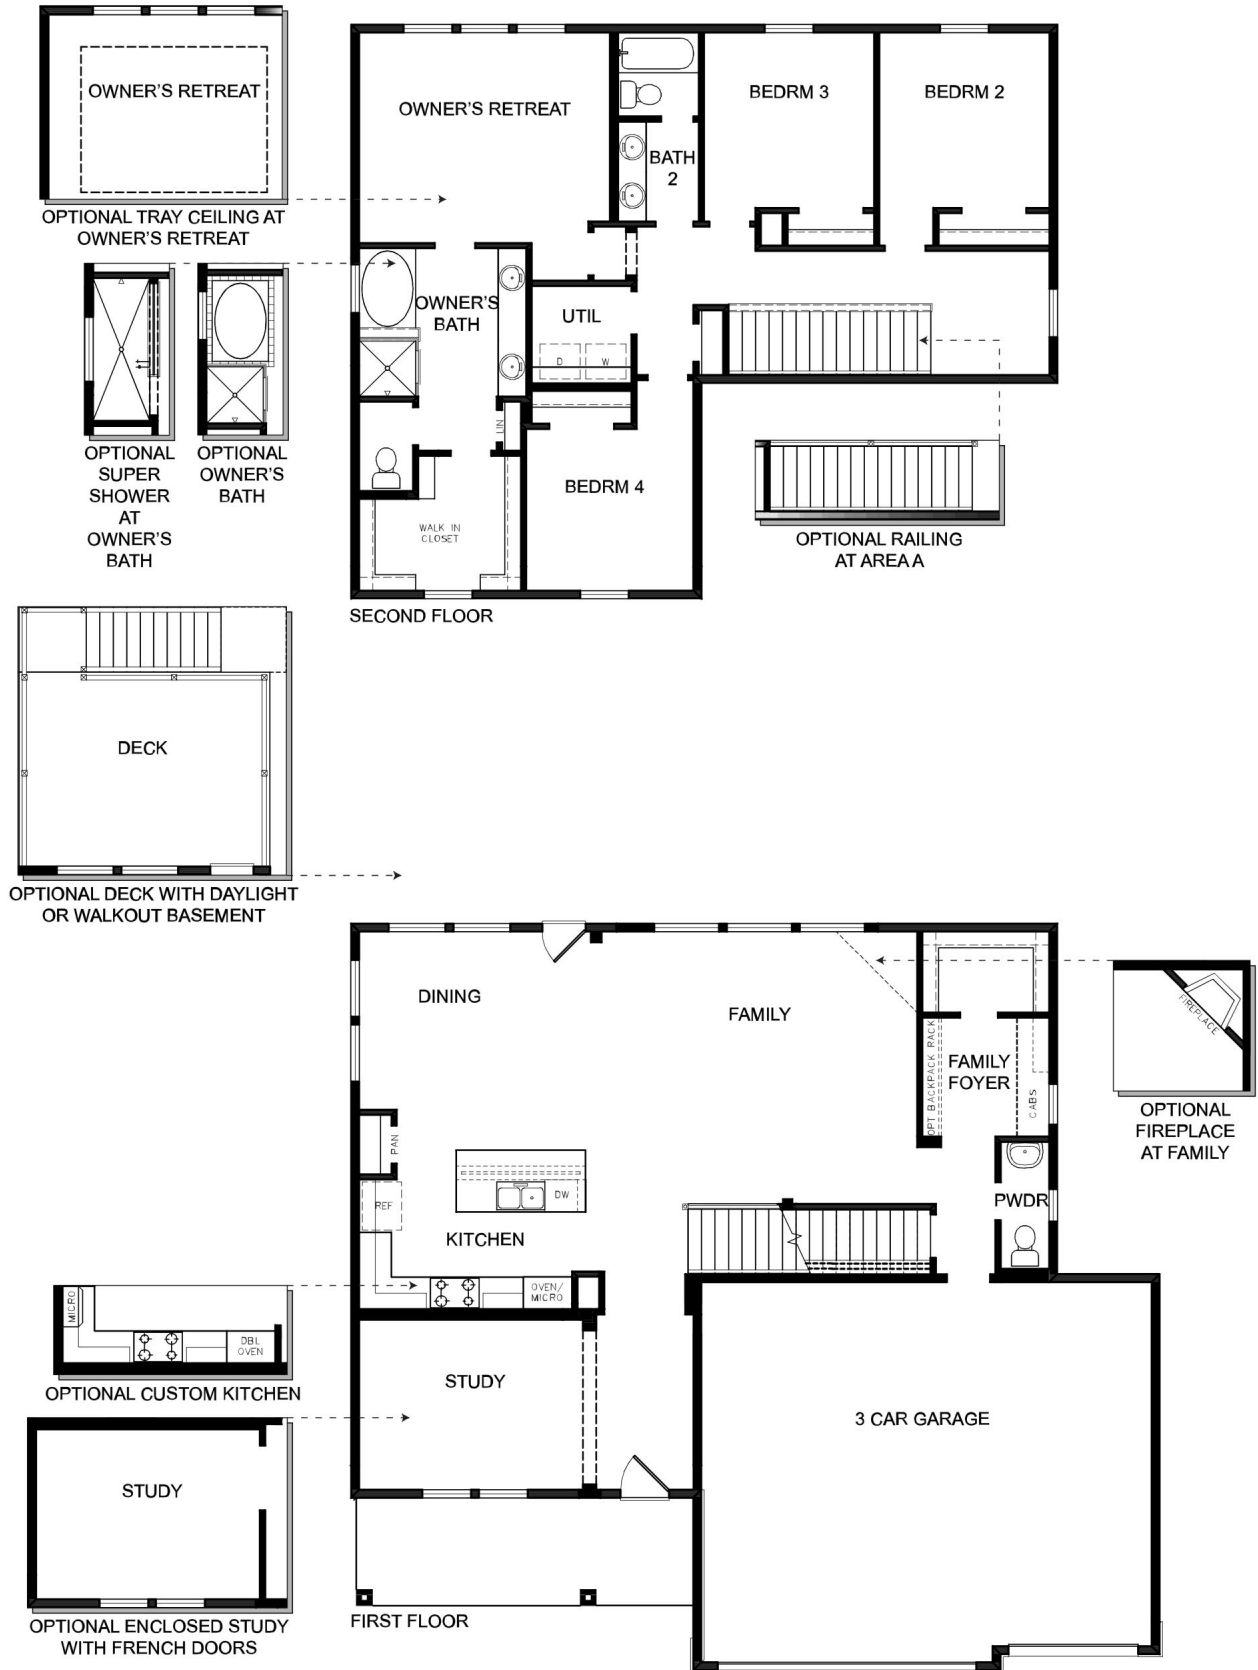 OWNER'S RETREAT
OPTIONAL TRAY CEILING AT
OWNER'S RETREAT
OPTIONAL
SUPER
SHOWER
AT
OWNER'S
BATH
OPTIONAL
OWNER'S
BATH
OWNER'S RETREAT
BATH
2
BEDRM 3
BEDRM 2
OWNER'S
BATH
UTIL
D
W
LIN
BEDRM 4
WALK IN
CLOSET
OPTIONAL RAILING
AT AREA A
SECOND FLOOR
DECK
OPTIONAL DECK WITH DAYLIGHT
OR WALKOUT BASEMENT
DINING
FAMILY
OPT BACKPACK RACK
FAMILY
FOYER
CABS
FIREPLACE
OPTIONAL
FIREPLACE
AT FAMILY
PAN
REF
DW
KITCHEN
PWDR
OVEN/
MICRO
MICRO
DBL
OVEN
OPTIONAL CUSTOM KITCHEN
STUDY
3 CAR GARAGE
STUDY
OPTIONAL ENCLOSED STUDY
WITH FRENCH DOORS
FIRST FLOOR